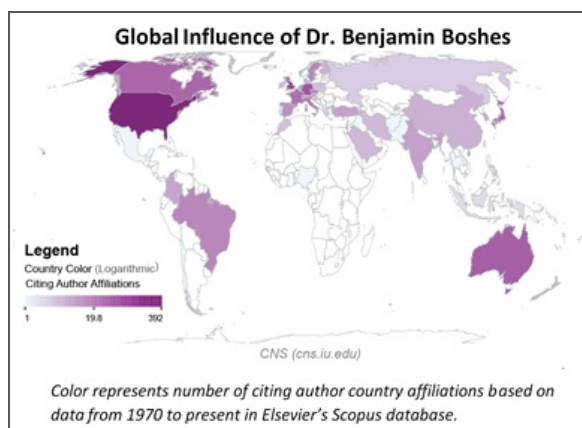 Global Influence of Dr. Benjamin Boshes
Legend
Country Color (Logarithmic)
Citing Author Affiliations
1 19.8 392
CNS (cns.iu.edu)
Color represents number of citing author country affiliations based on
data from 1970 to present in Elsevier's Scopus database.